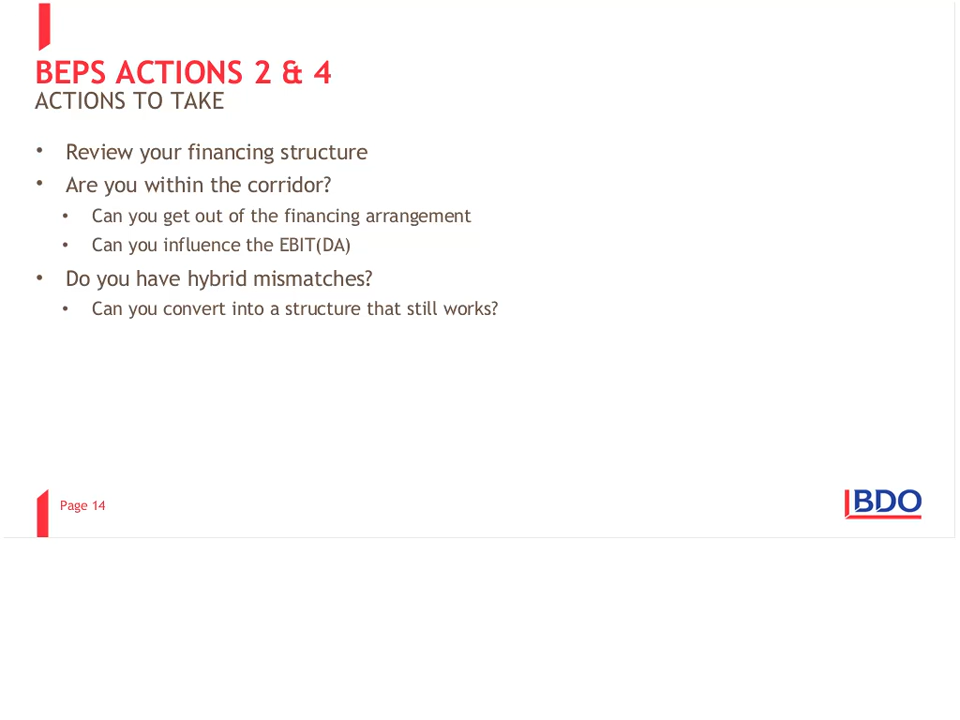 BEPS ACTIONS 2 & 4
ACTIONS TO TAKE
• Review your financing structure
• Are you within the corridor?
• Can you get out of the financing arrangement
• Can you influence the EBIT(DA)
• Do you have hybrid mismatches?
• Can you convert into a structure that still works?
Page 14
BDO